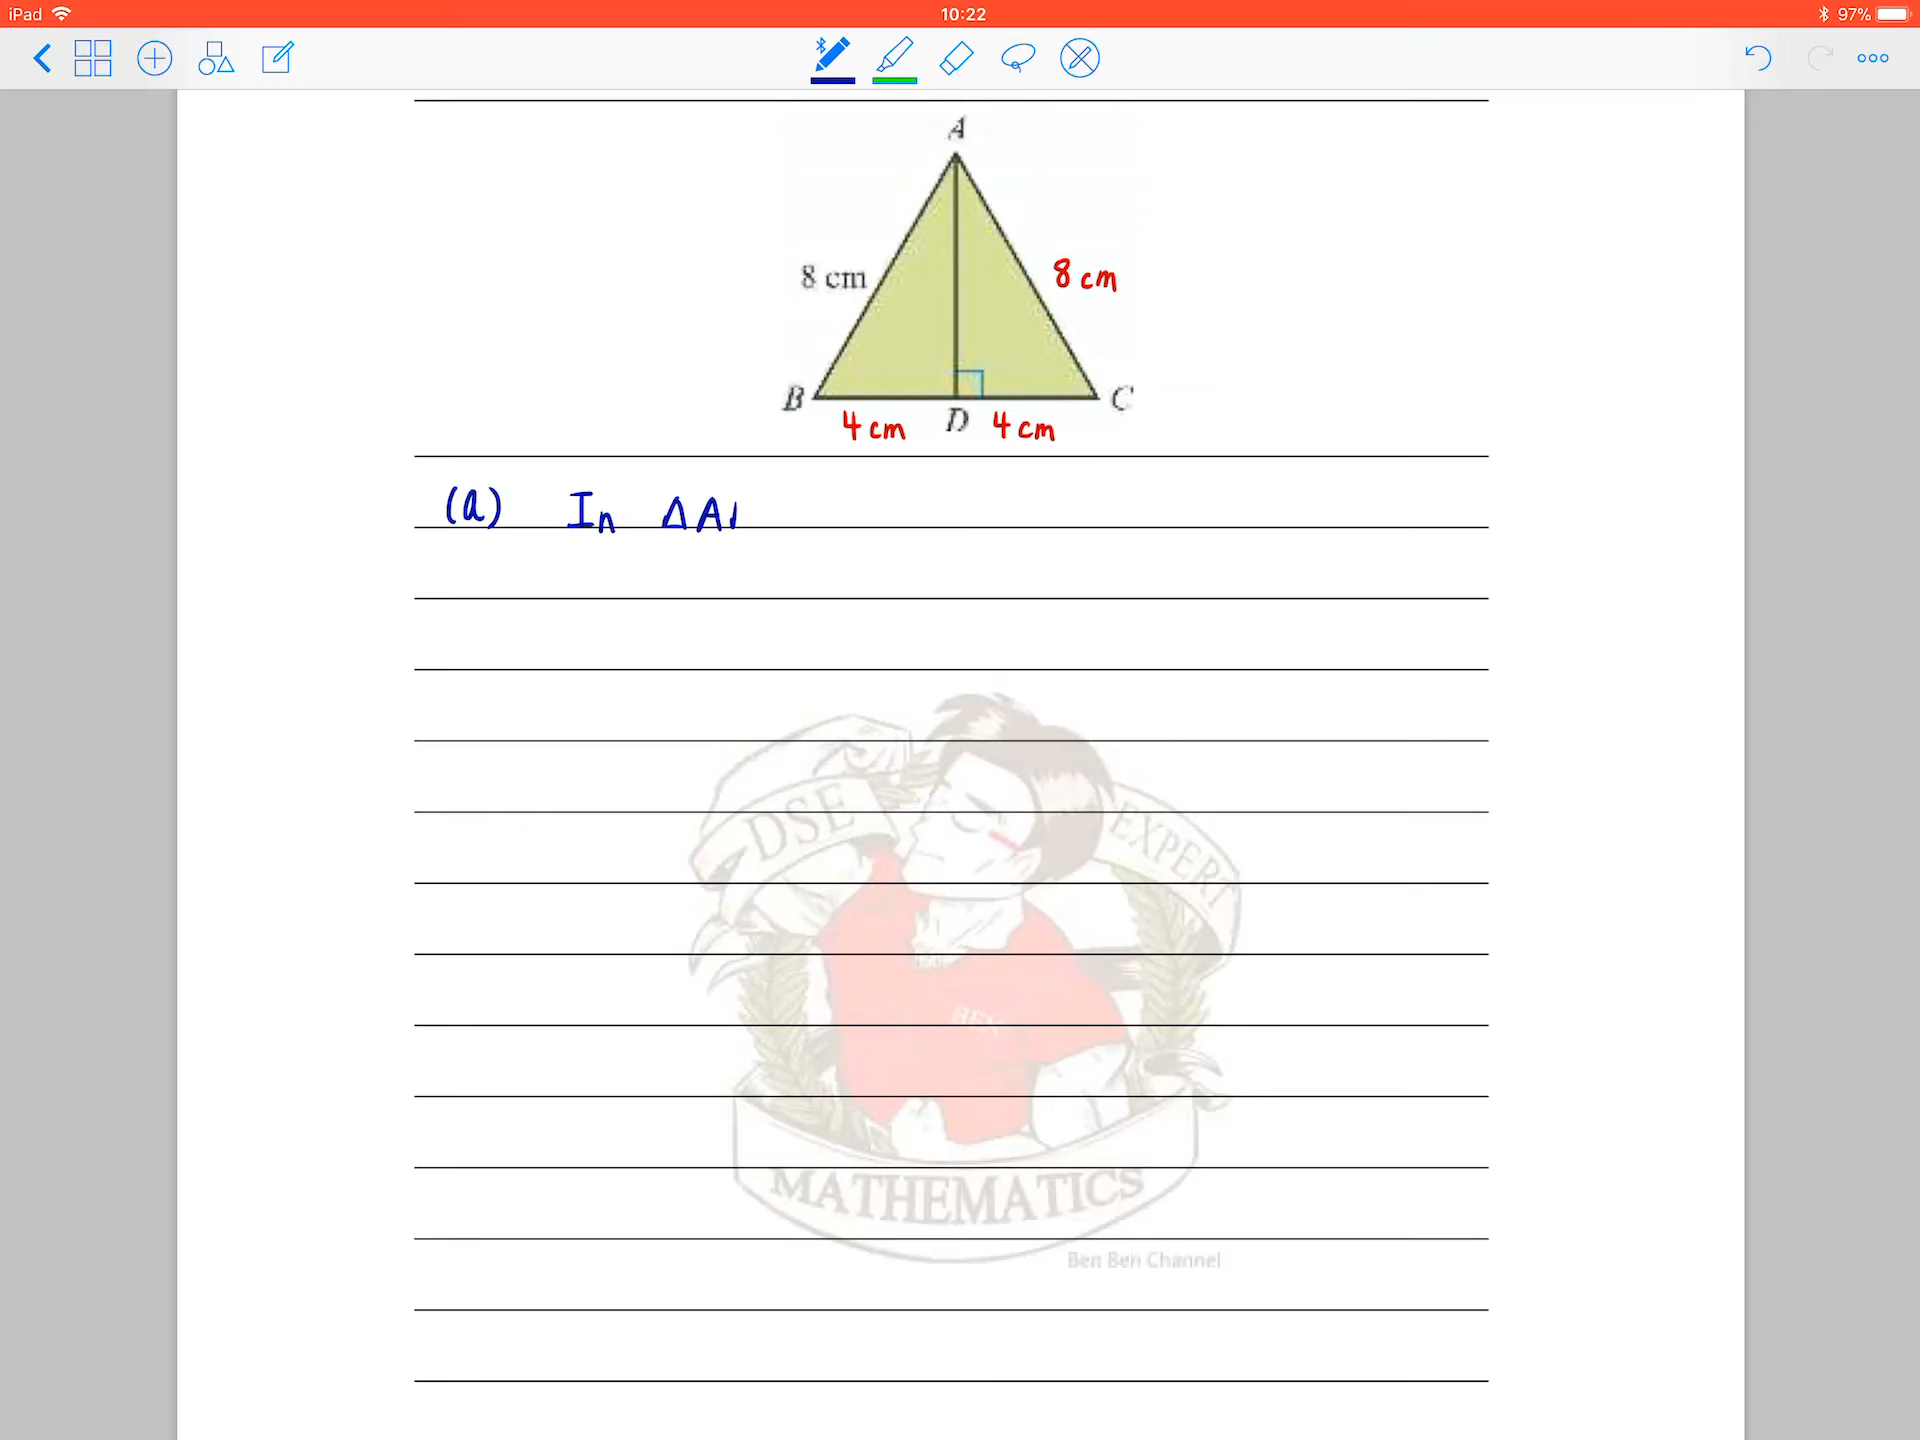 iPad 10:22 97%
A
8 cm 8 cm
B D C
4 cm 4 cm
(a) In ΔA
DSE EXPERT
BEN
MATHEMATICS
Ben Ben Channel